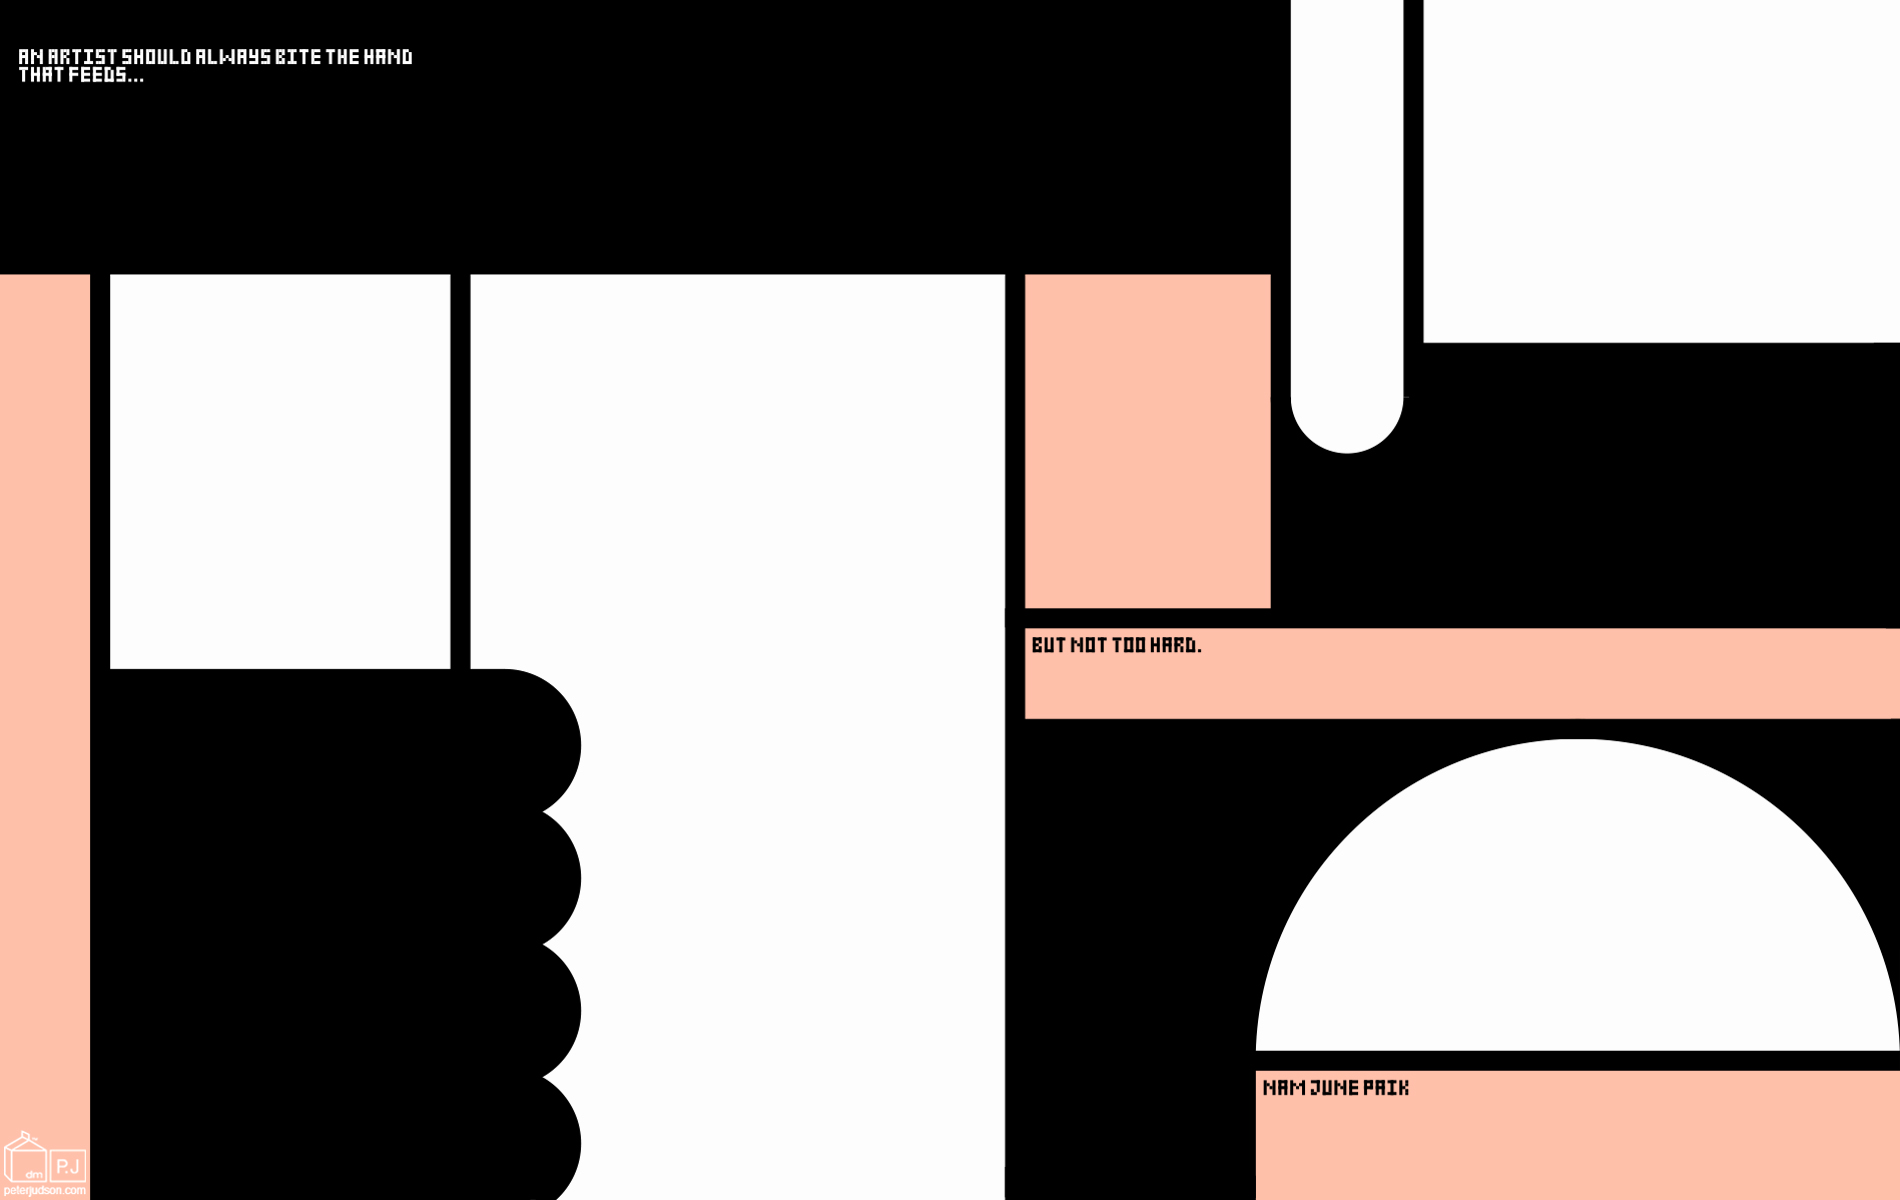 AN ARTIST SHOULD ALWAYS BITE THE HAND
THAT FEEDS...
BUT NOT TOO HARD.
NAM JUNE PAIK
dm
P.J
peterjudson.com